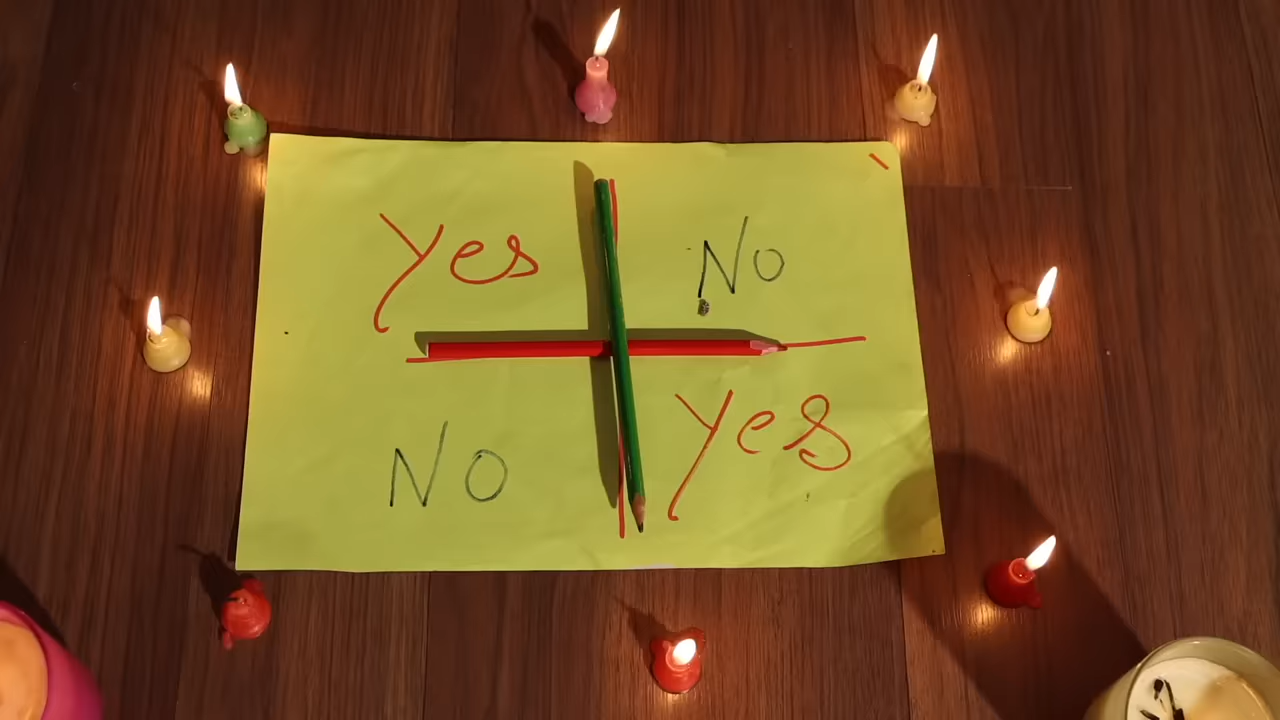 Yes No
No Yes